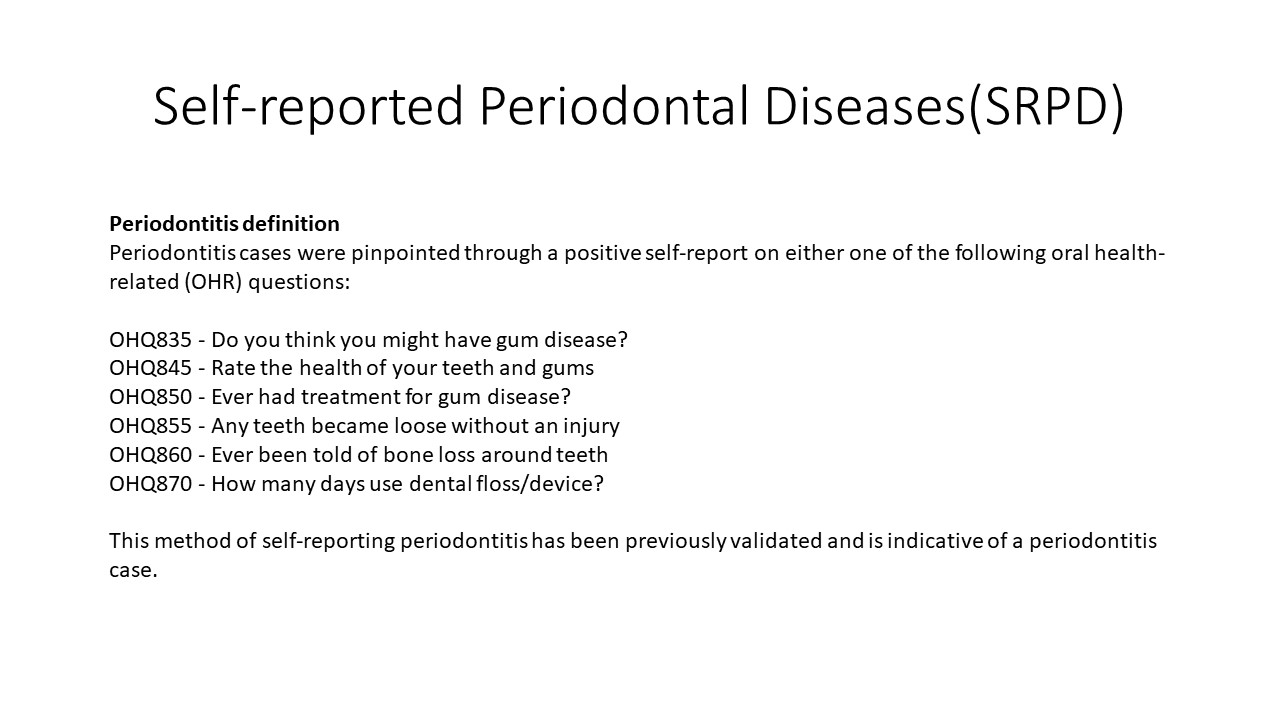 Self-reported Periodontal Diseases(SRPD)
Periodontitis definition
Periodontitis cases were pinpointed through a positive self-report on either one of the following oral health-
related (OHR) questions:
OHQ835 - Do you think you might have gum disease?
OHQ845 - Rate the health of your teeth and gums
OHQ850 - Ever had treatment for gum disease?
OHQ855 - Any teeth became loose without an injury
OHQ860 - Ever been told of bone loss around teeth
OHQ870 - How many days use dental floss/device?
This method of self-reporting periodontitis has been previously validated and is indicative of a periodontitis
case.